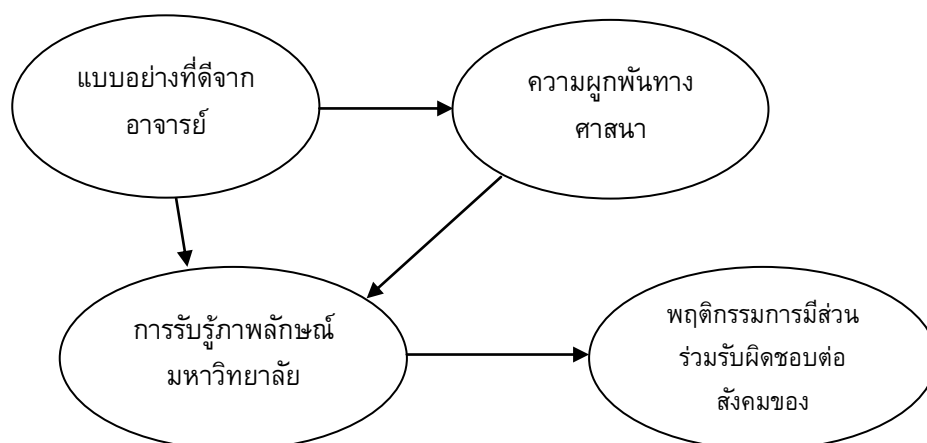 แบบอย่างที่ดีจาก
อาจารย์
ความผูกพันทาง
ศาสนา
การรับรู้ภาพลักษณ์
มหาวิทยาลัย
พฤติกรรมการมีส่วน
ร่วมรับผิดชอบต่อ
สังคมของ